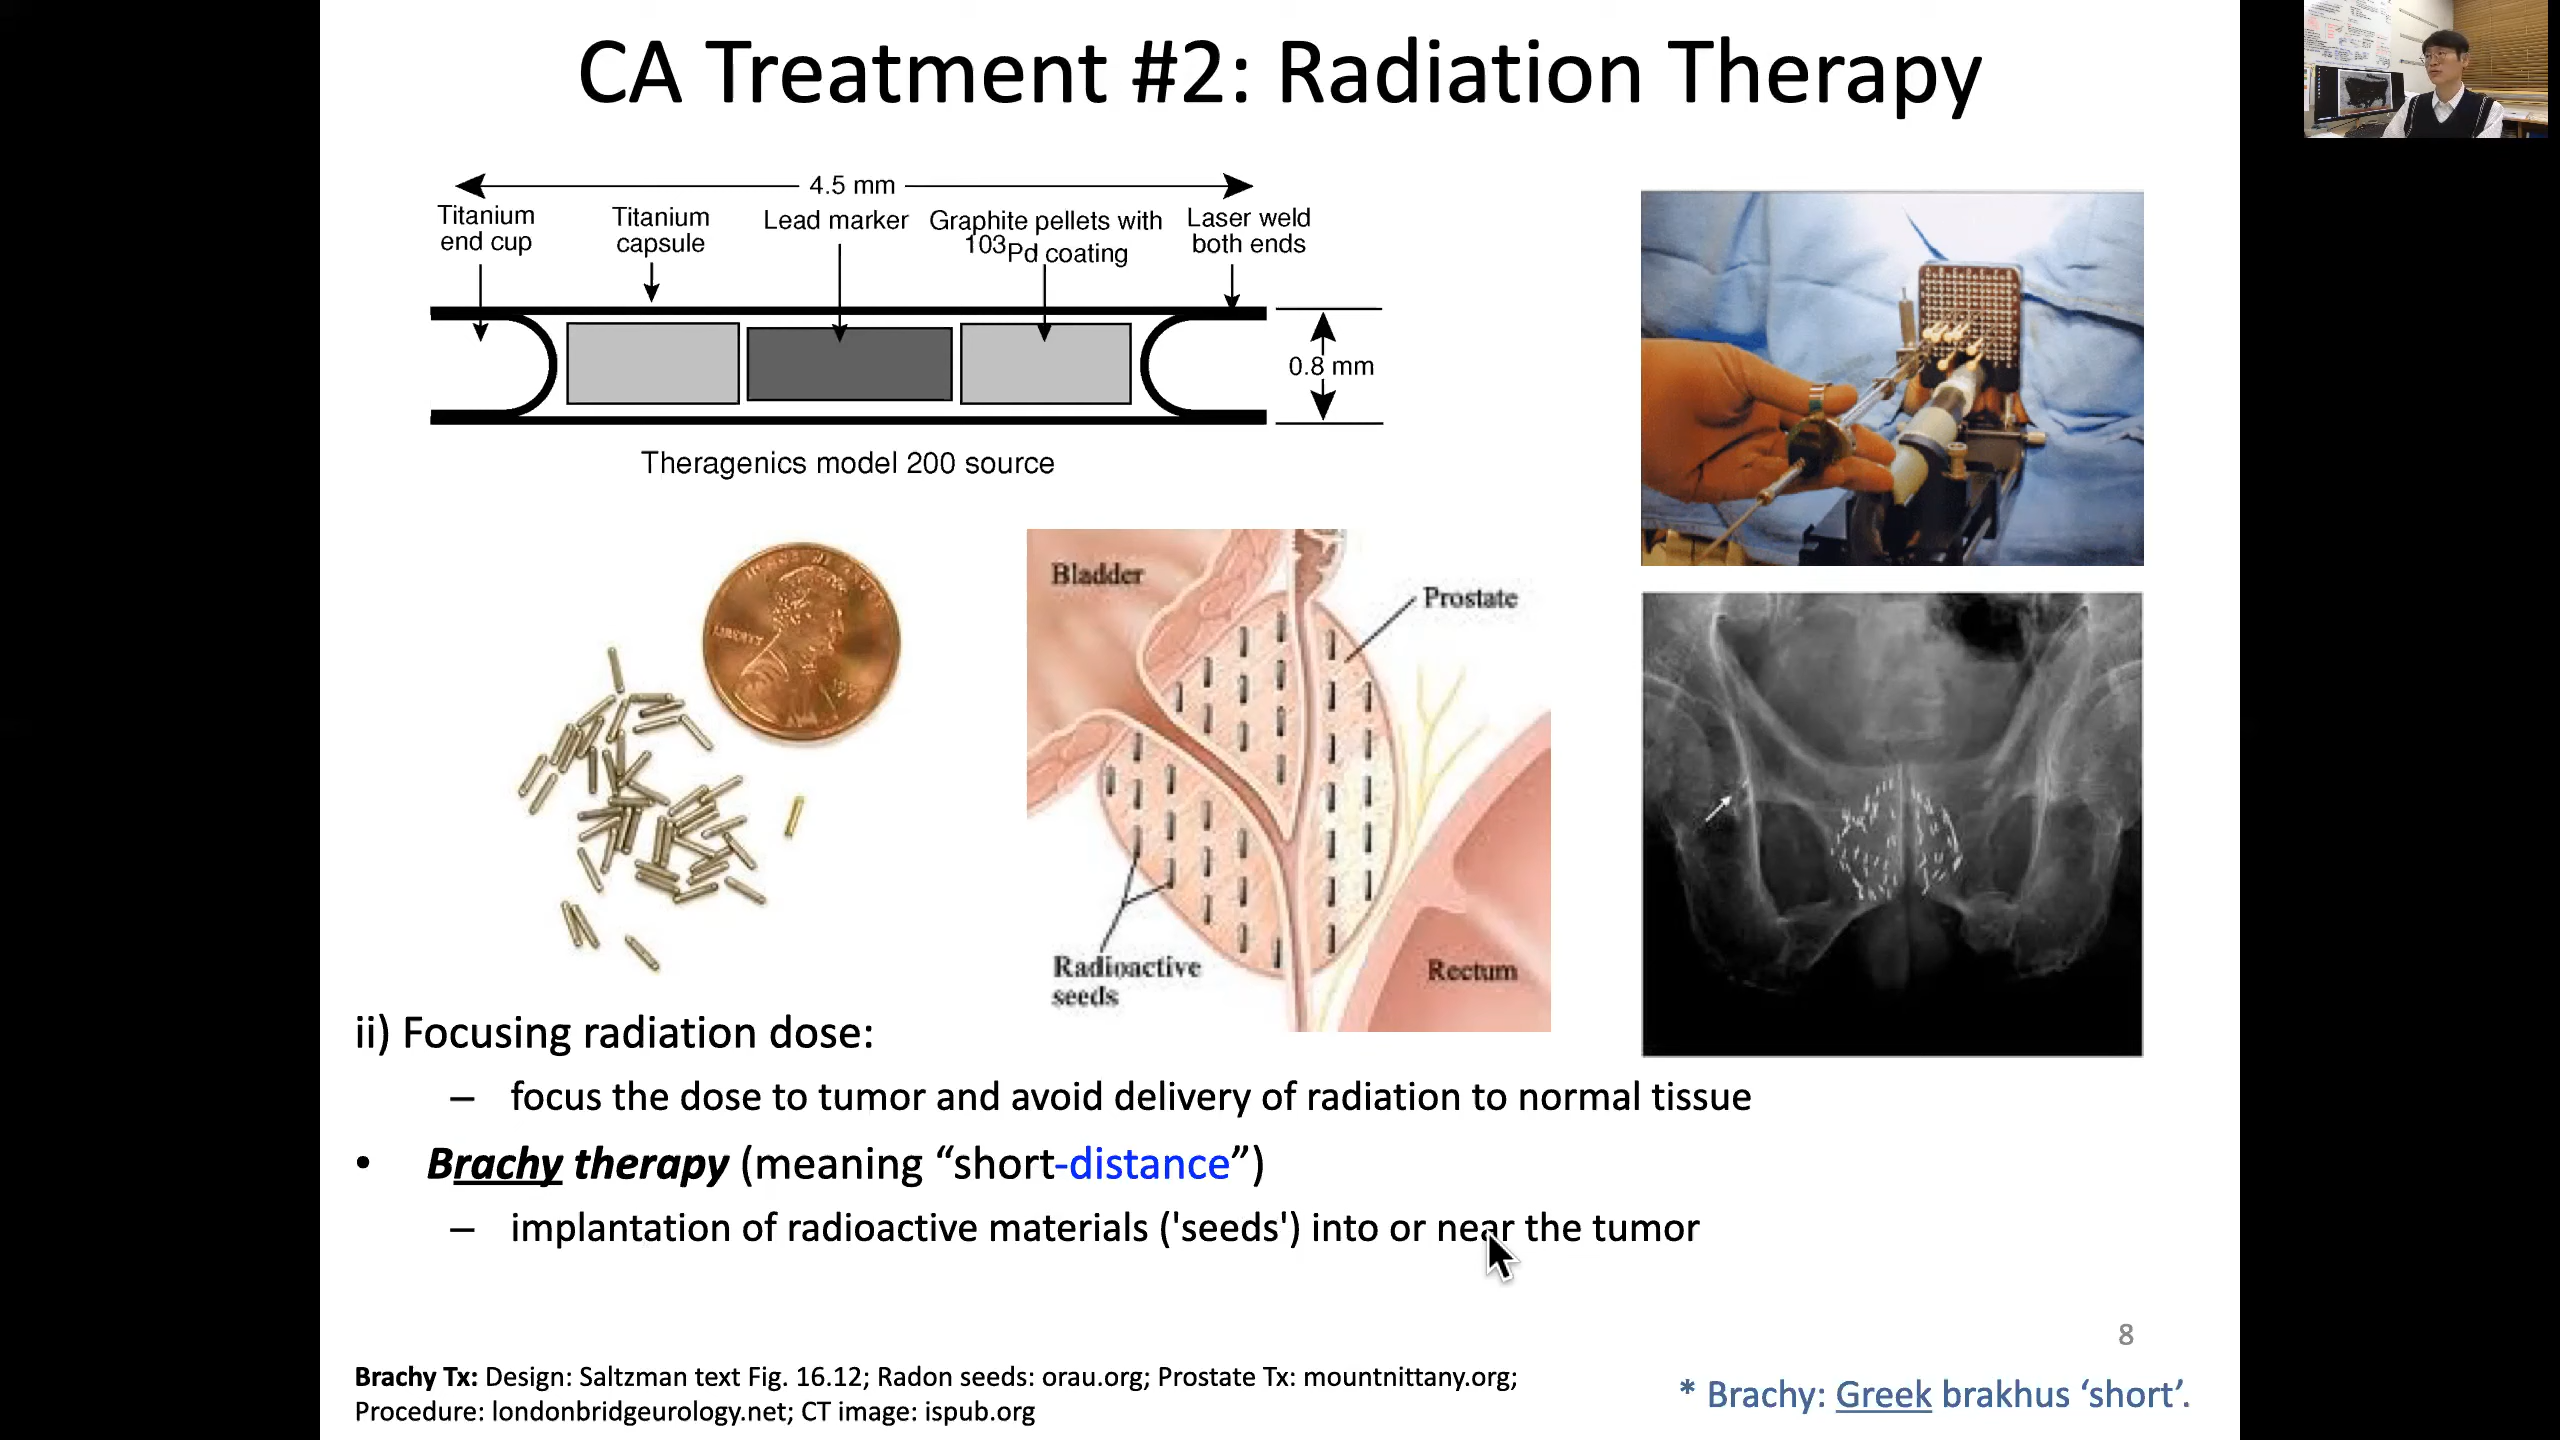 CA Treatment #2: Radiation Therapy
4.5 mm
Titanium
end cup
Titanium
capsule
Lead marker
Graphite pellets with
103Pd coating
Laser weld
both ends
0.8 mm
Theragenics model 200 source
LIBERTY
Bladder
Prostate
Radioactive
seeds
Rectum
ii) Focusing radiation dose:
– focus the dose to tumor and avoid delivery of radiation to normal tissue
• Brachy therapy (meaning “short-distance”)
– implantation of radioactive materials ('seeds') into or near the tumor
8
Brachy Tx: Design: Saltzman text Fig. 16.12; Radon seeds: orau.org; Prostate Tx: mountnittany.org;
Procedure: londonbridgeurology.net; CT image: ispub.org
* Brachy: Greek brakhus ‘short’.